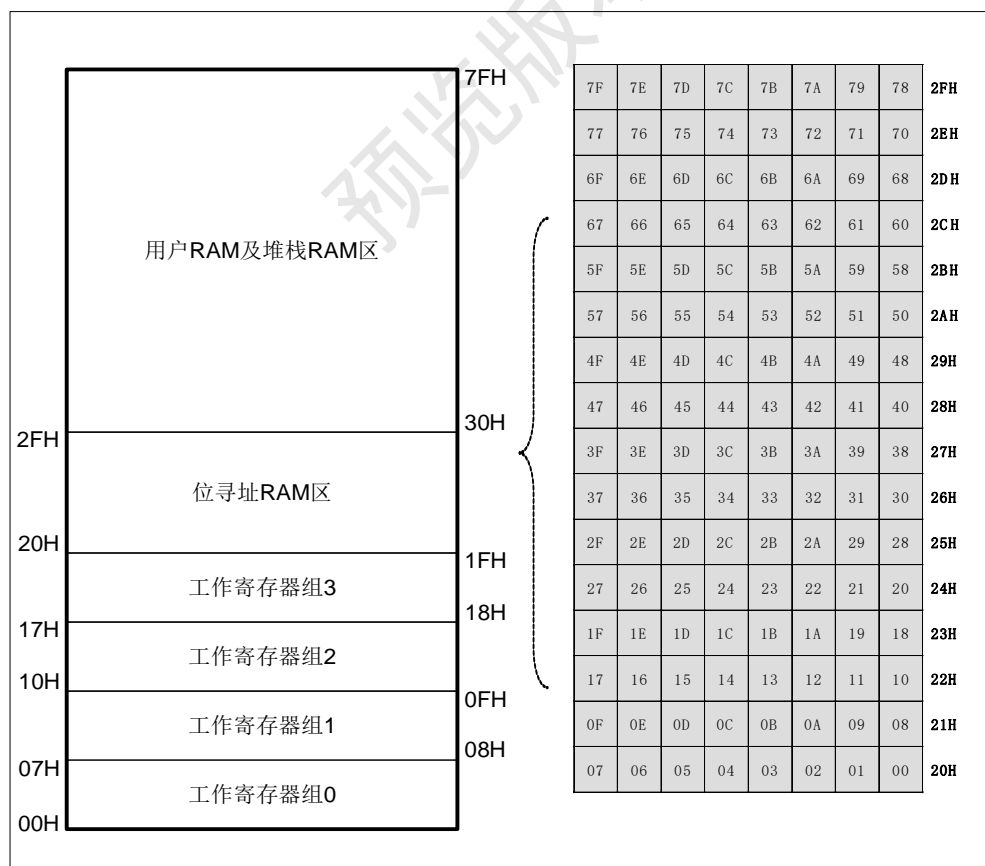 预览版
7FH
用户RAM及堆栈RAM区
30H
2FH
位寻址RAM区
20H
1FH
工作寄存器组3
18H
17H
工作寄存器组2
10H
0FH
工作寄存器组1
08H
07H
工作寄存器组0
00H
7F 7E 7D 7C 7B 7A 79 78 2FH
77 76 75 74 73 72 71 70 2EH
6F 6E 6D 6C 6B 6A 69 68 2DH
67 66 65 64 63 62 61 60 2CH
5F 5E 5D 5C 5B 5A 59 58 2BH
57 56 55 54 53 52 51 50 2AH
4F 4E 4D 4C 4B 4A 49 48 29H
47 46 45 44 43 42 41 40 28H
3F 3E 3D 3C 3B 3A 39 38 27H
37 36 35 34 33 32 31 30 26H
2F 2E 2D 2C 2B 2A 29 28 25H
27 26 25 24 23 22 21 20 24H
1F 1E 1D 1C 1B 1A 19 18 23H
17 16 15 14 13 12 11 10 22H
0F 0E 0D 0C 0B 0A 09 08 21H
07 06 05 04 03 02 01 00 20H